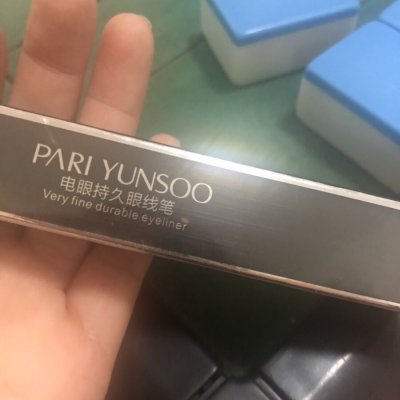 PARI YUNSOO
电眼持久眼线笔
Very fine durable.eyeliner